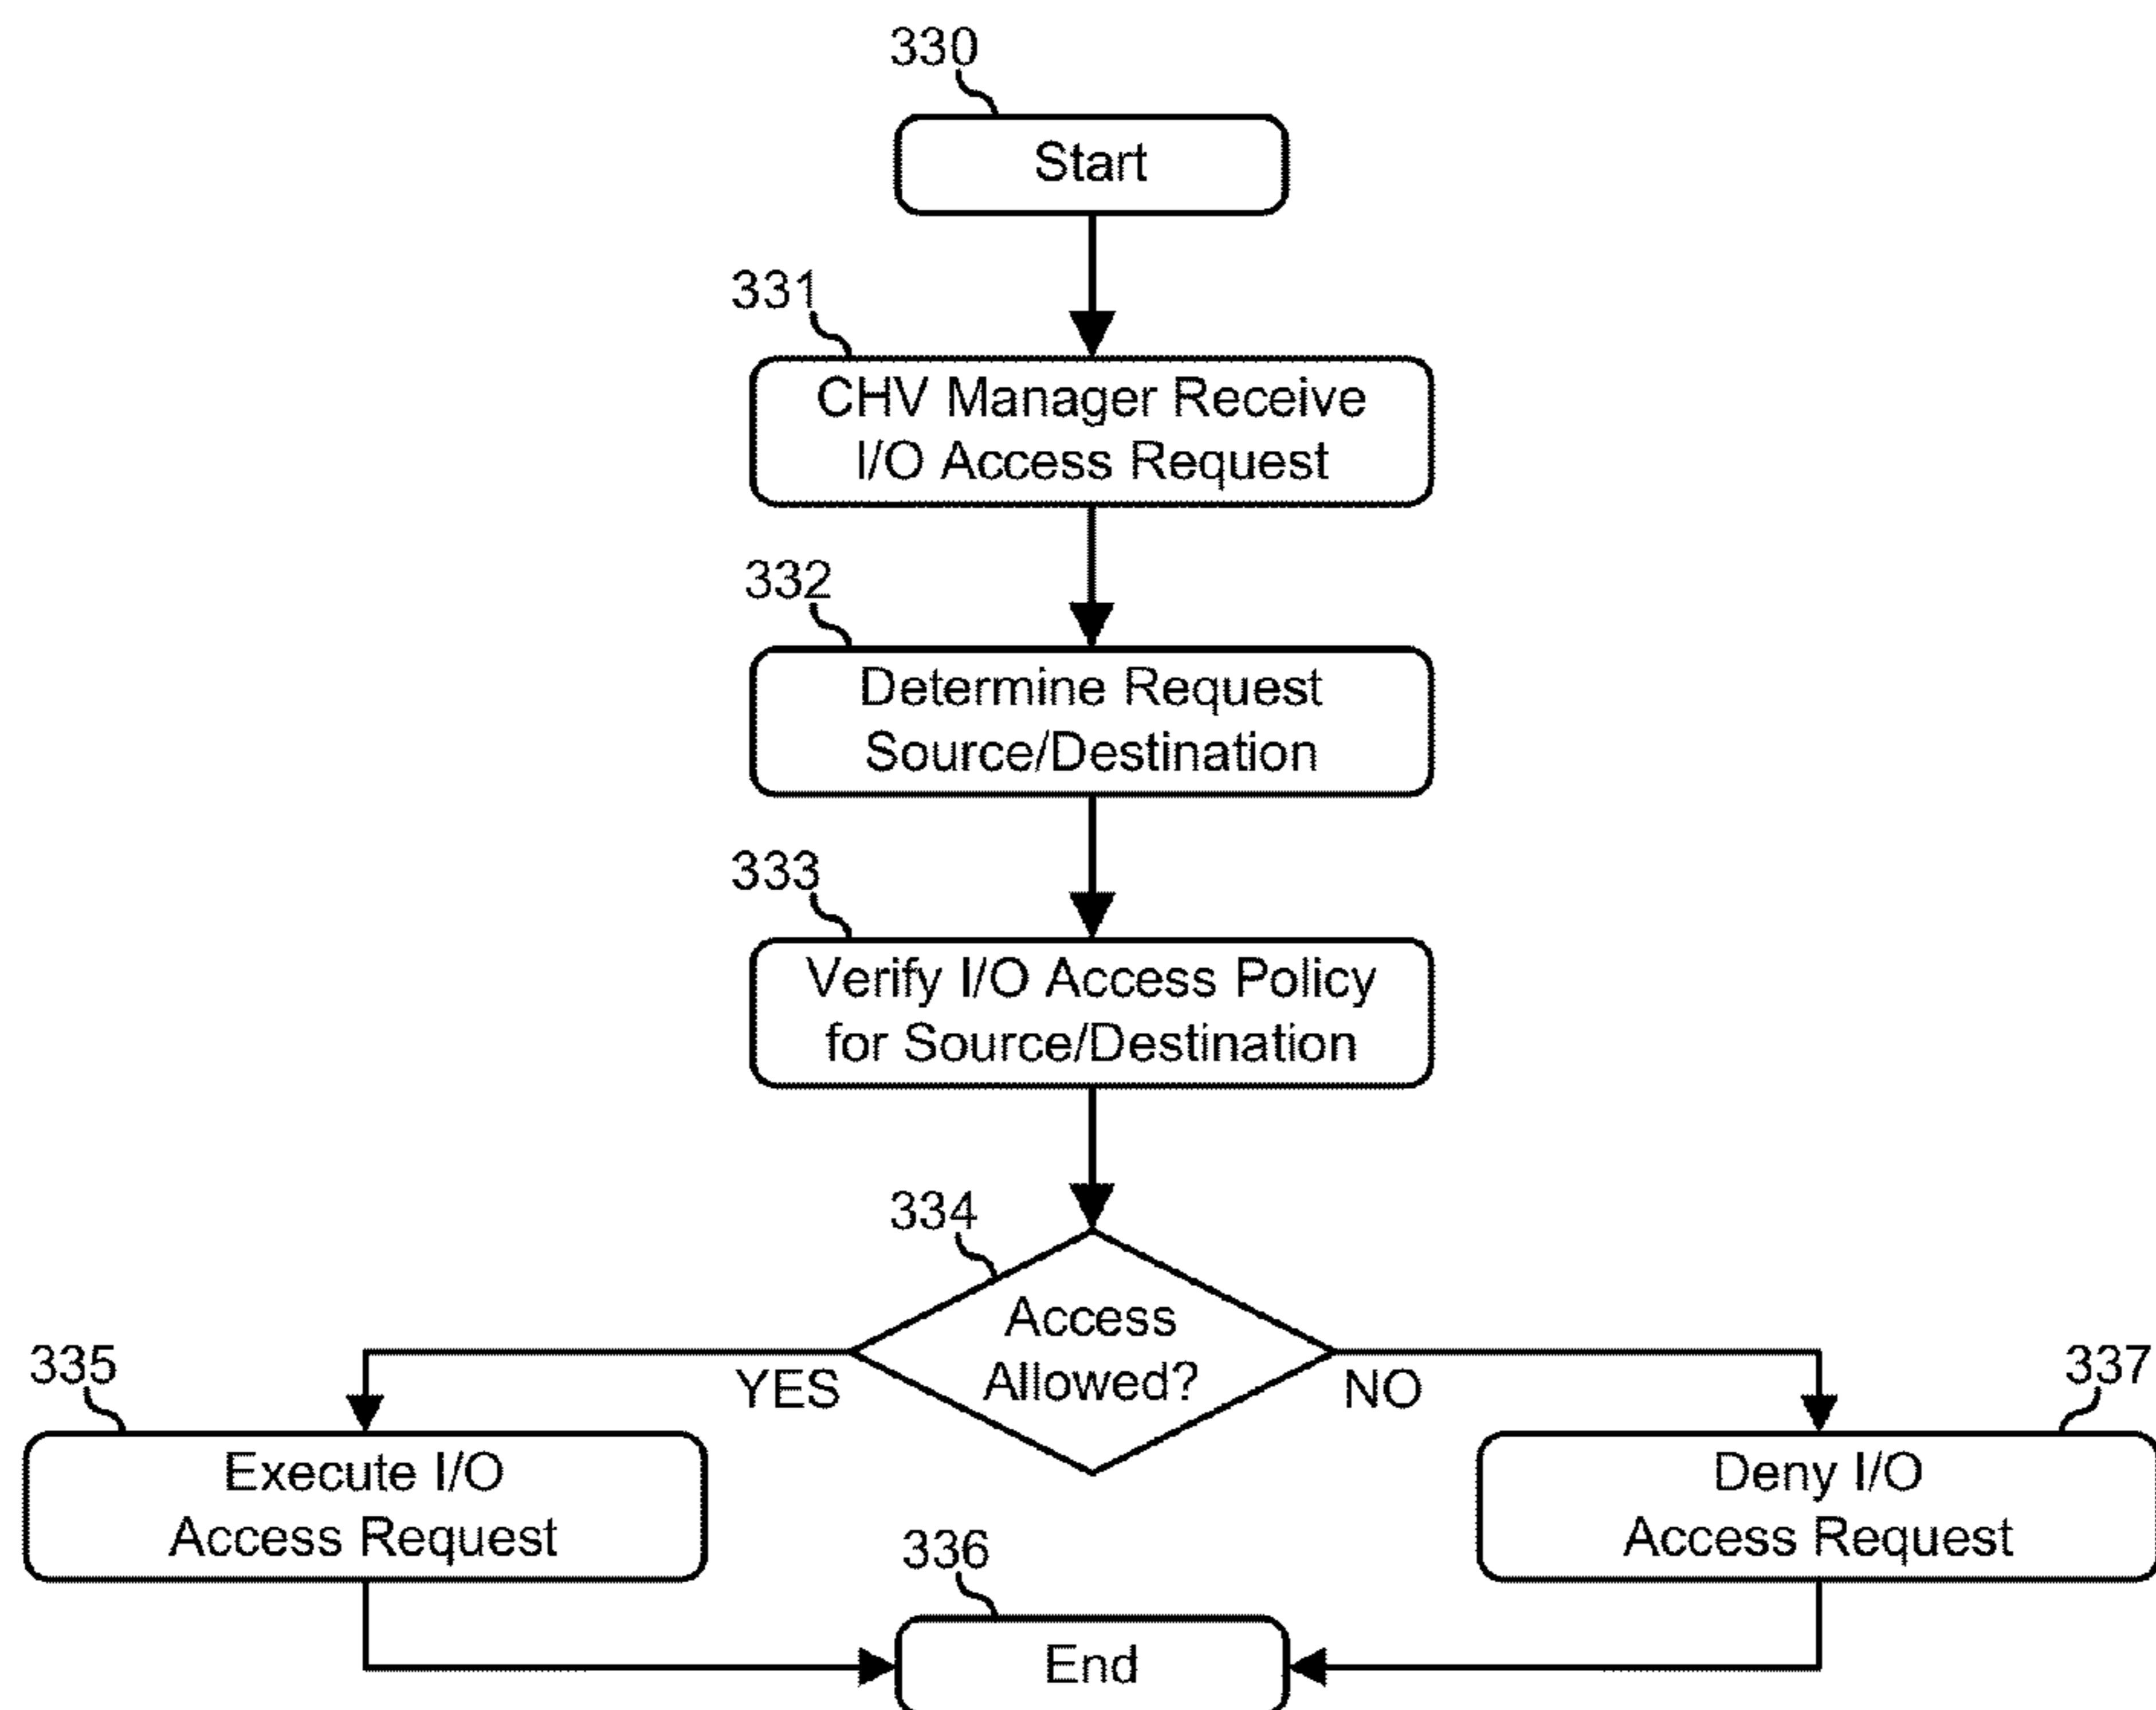 330
Start
331
CHV Manager Receive
I/O Access Request
332
Determine Request
Source/Destination
333
Verify I/O Access Policy
for Source/Destination
334
Access
Allowed?
YES
NO
335
Execute I/O
Access Request
337
Deny I/O
Access Request
336
End